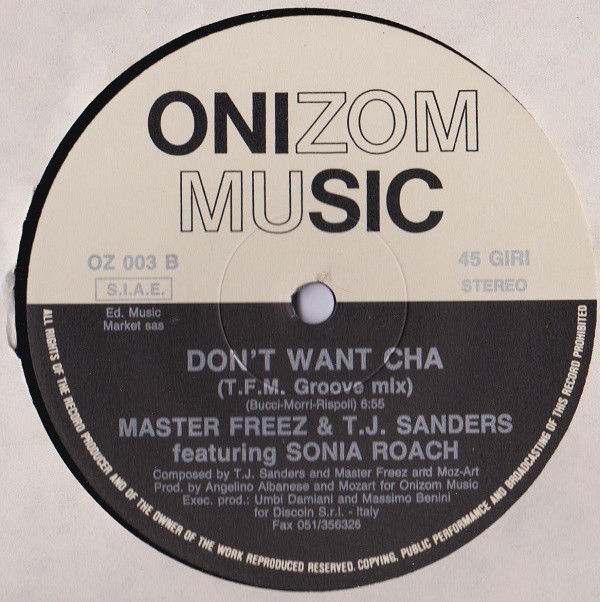 ONIZOM
MUSIC
OZ 003 B
45 GIRI
S.I.A.E.
STEREO
Ed. Music
Market sas
DON'T WANT CHA
(T.F.M. Groove mix)
(Bucci-Morri-Rispoli) 6:55
MASTER FREEZ & T.J. SANDERS
featuring SONIA ROACH
Composed by T.J. Sanders and Master Freez and Moz-Art
Prod. by Angelino Albanese and Mozart for Onizom Music
Exec. prod.: Umbi Damiani and Massimo Benini
for Discoin S.r.l. - Italy
Fax 051/356326
ALL RIGHTS OF THE RECORD PRODUCER AND OF THE OWNER OF THE WORK REPRODUCED RESERVED. COPYING, PUBLIC PERFORMANCE AND BROADCASTING OF THIS RECORD PROHIBITED